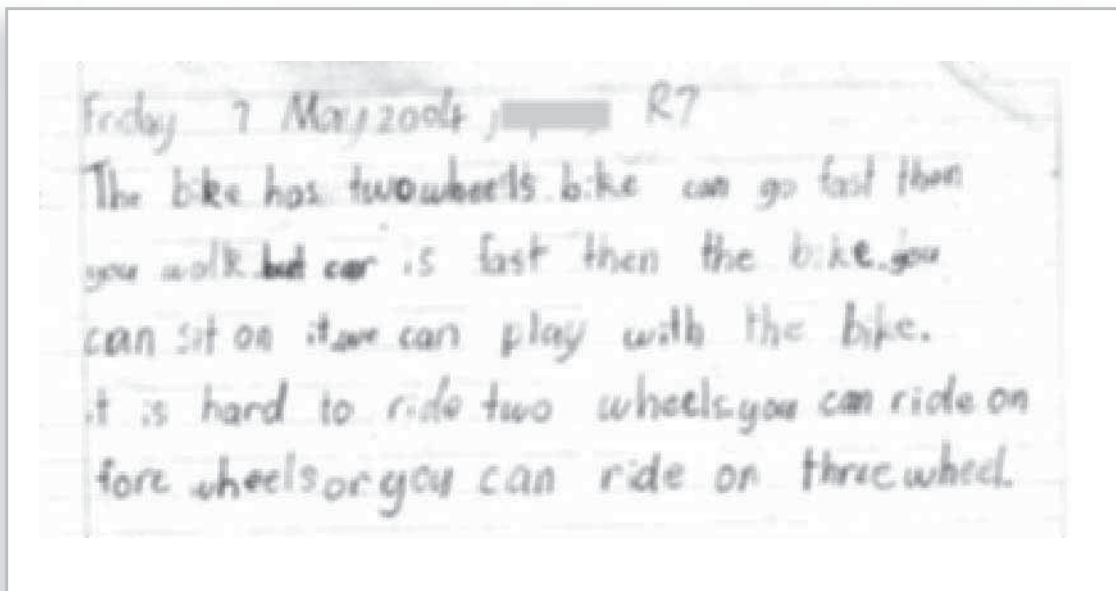 Friday 7 May 2004 R7
The bike has two wheels bike can go fast than
you walk but car is fast then the bike. you
can sit on it we can play with the bike.
it is hard to ride two wheels you can ride on
fore wheels or you can ride on three wheel.